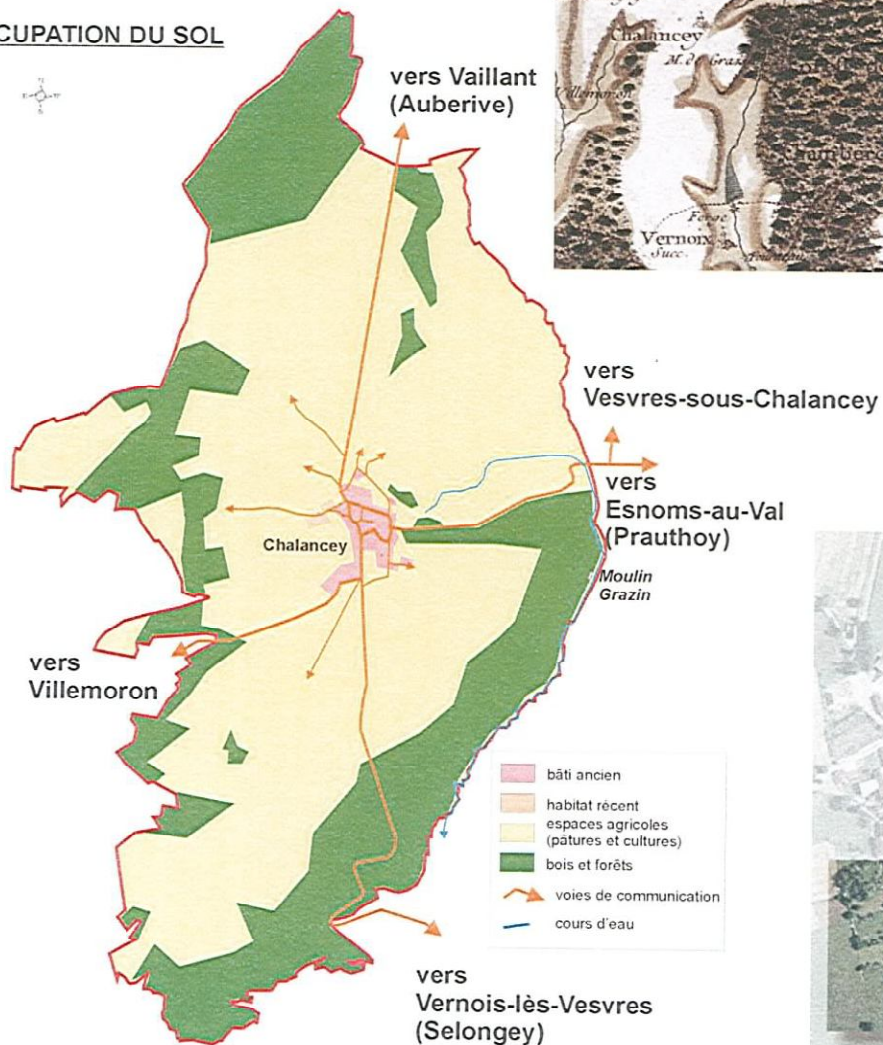 CUPATION DU SOL
vers Vaillant
(Auberive)
Chalancey
Villemoron
Vernoix
Succ.
Forge
vers
Vesvres-sous-Chalancey
vers
Esnoms-au-Val
(Prauthoy)
Chalancey
Moulin
Grazin
vers
Villemoron
bâti ancien
habitat récent
espaces agricoles
(pâtures et cultures)
bois et forêts
voies de communication
cours d'eau
vers
Vernois-lès-Vesvres
(Selongey)